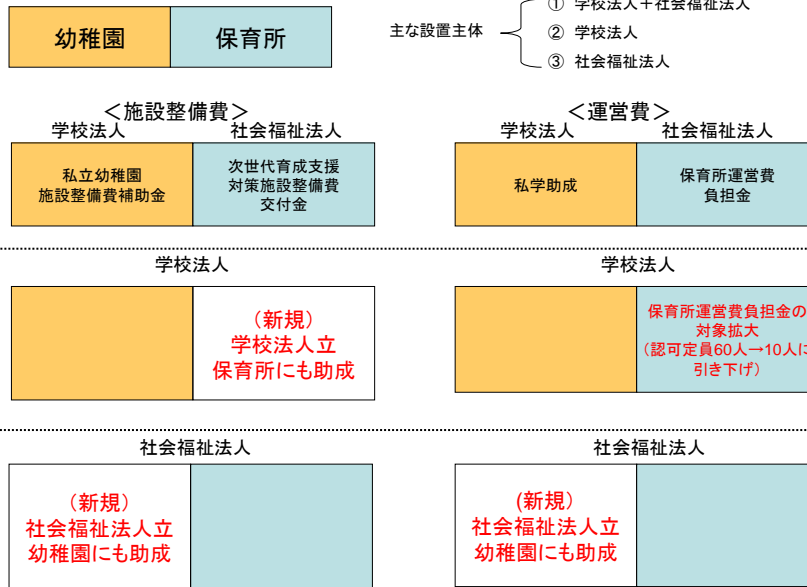 幼稚園
保育所
主な設置主体
① 学校法人＋社会福祉法人
② 学校法人
③ 社会福祉法人
＜施設整備費＞
学校法人
社会福祉法人
私立幼稚園
施設整備費補助金
次世代育成支援
対策施設整備費
交付金
＜運営費＞
学校法人
社会福祉法人
私学助成
保育所運営費
負担金
学校法人
（新規）
学校法人立
保育所にも助成
学校法人
保育所運営費負担金の
対象拡大
（認可定員60人→10人に
引き下げ）
社会福祉法人
（新規）
社会福祉法人立
幼稚園にも助成
社会福祉法人
(新規)
社会福祉法人立
幼稚園にも助成